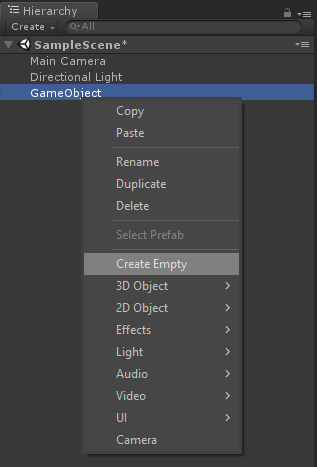 Hierarchy
Create All
SampleScene*
Main Camera
Directional Light
GameObject
Copy
Paste
Rename
Duplicate
Delete
Select Prefab
Create Empty
3D Object
2D Object
Effects
Light
Audio
Video
UI
Camera